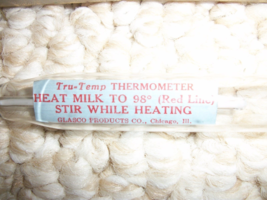 Tru-Temp THERMOMETER
HEAT MILK TO 98° (Red Line)
STIR WHILE HEATING
GLASCO PRODUCTS CO., Chicago, Ill.